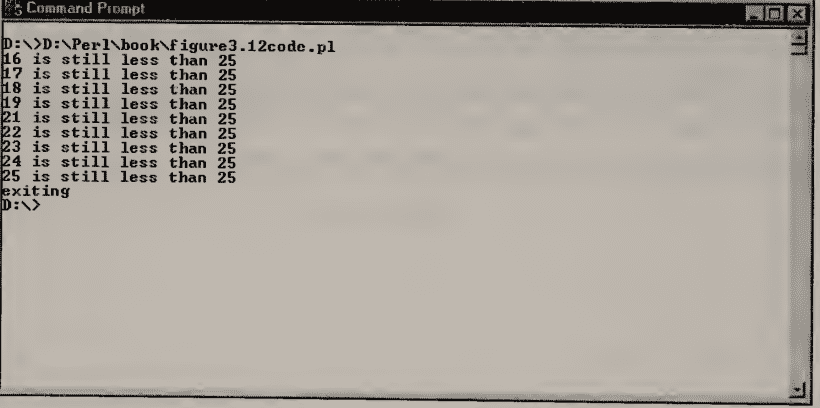 Command Prompt
D:\>D:\Perl\book\figure3.12code.pl
16 is still less than 25
17 is still less than 25
18 is still less than 25
19 is still less than 25
21 is still less than 25
22 is still less than 25
23 is still less than 25
24 is still less than 25
25 is still less than 25
exiting
D:\>